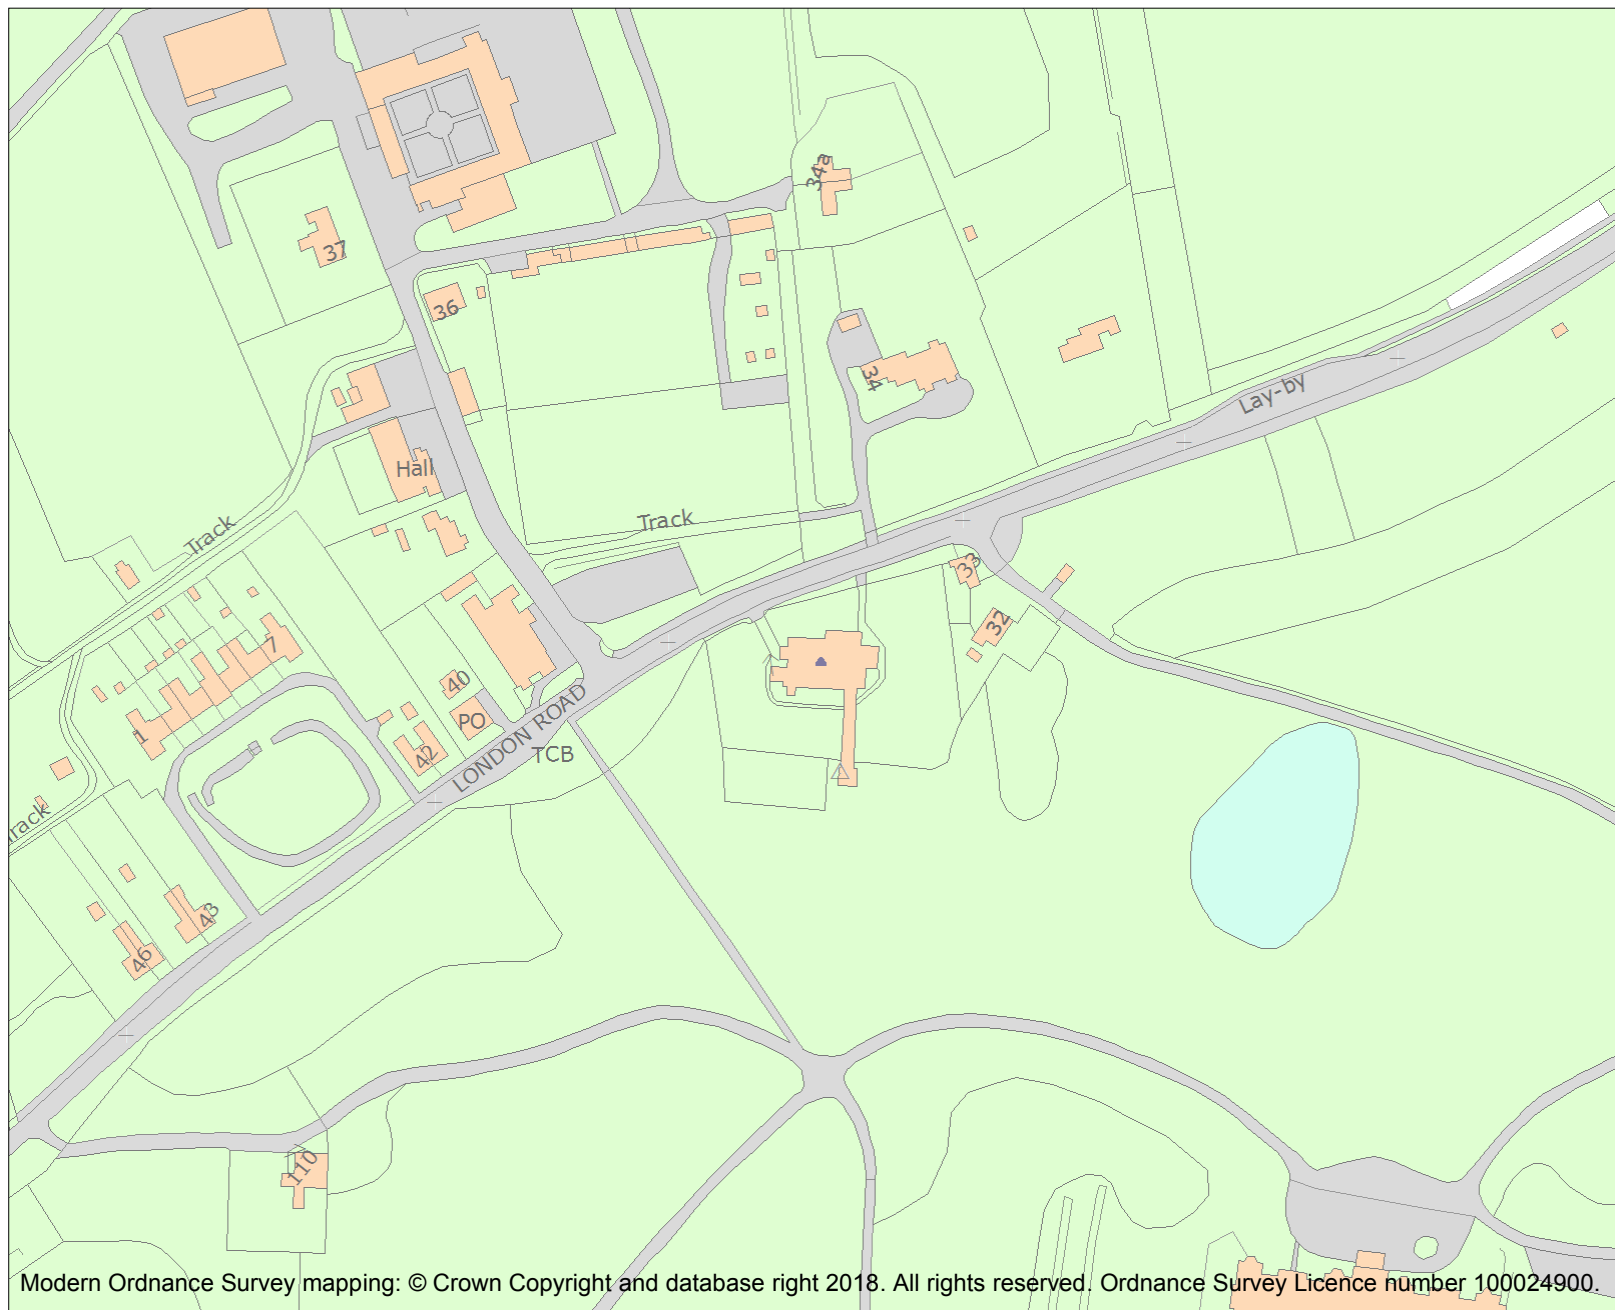 34a
37
36
34
Lay-by
Hall
Track
Track
33
32
7
40
PO
1
42
LONDON ROAD
TCB
Track
43
46
110
Modern Ordnance Survey mapping: © Crown Copyright and database right 2018. All rights reserved. Ordnance Survey Licence number 100024900.